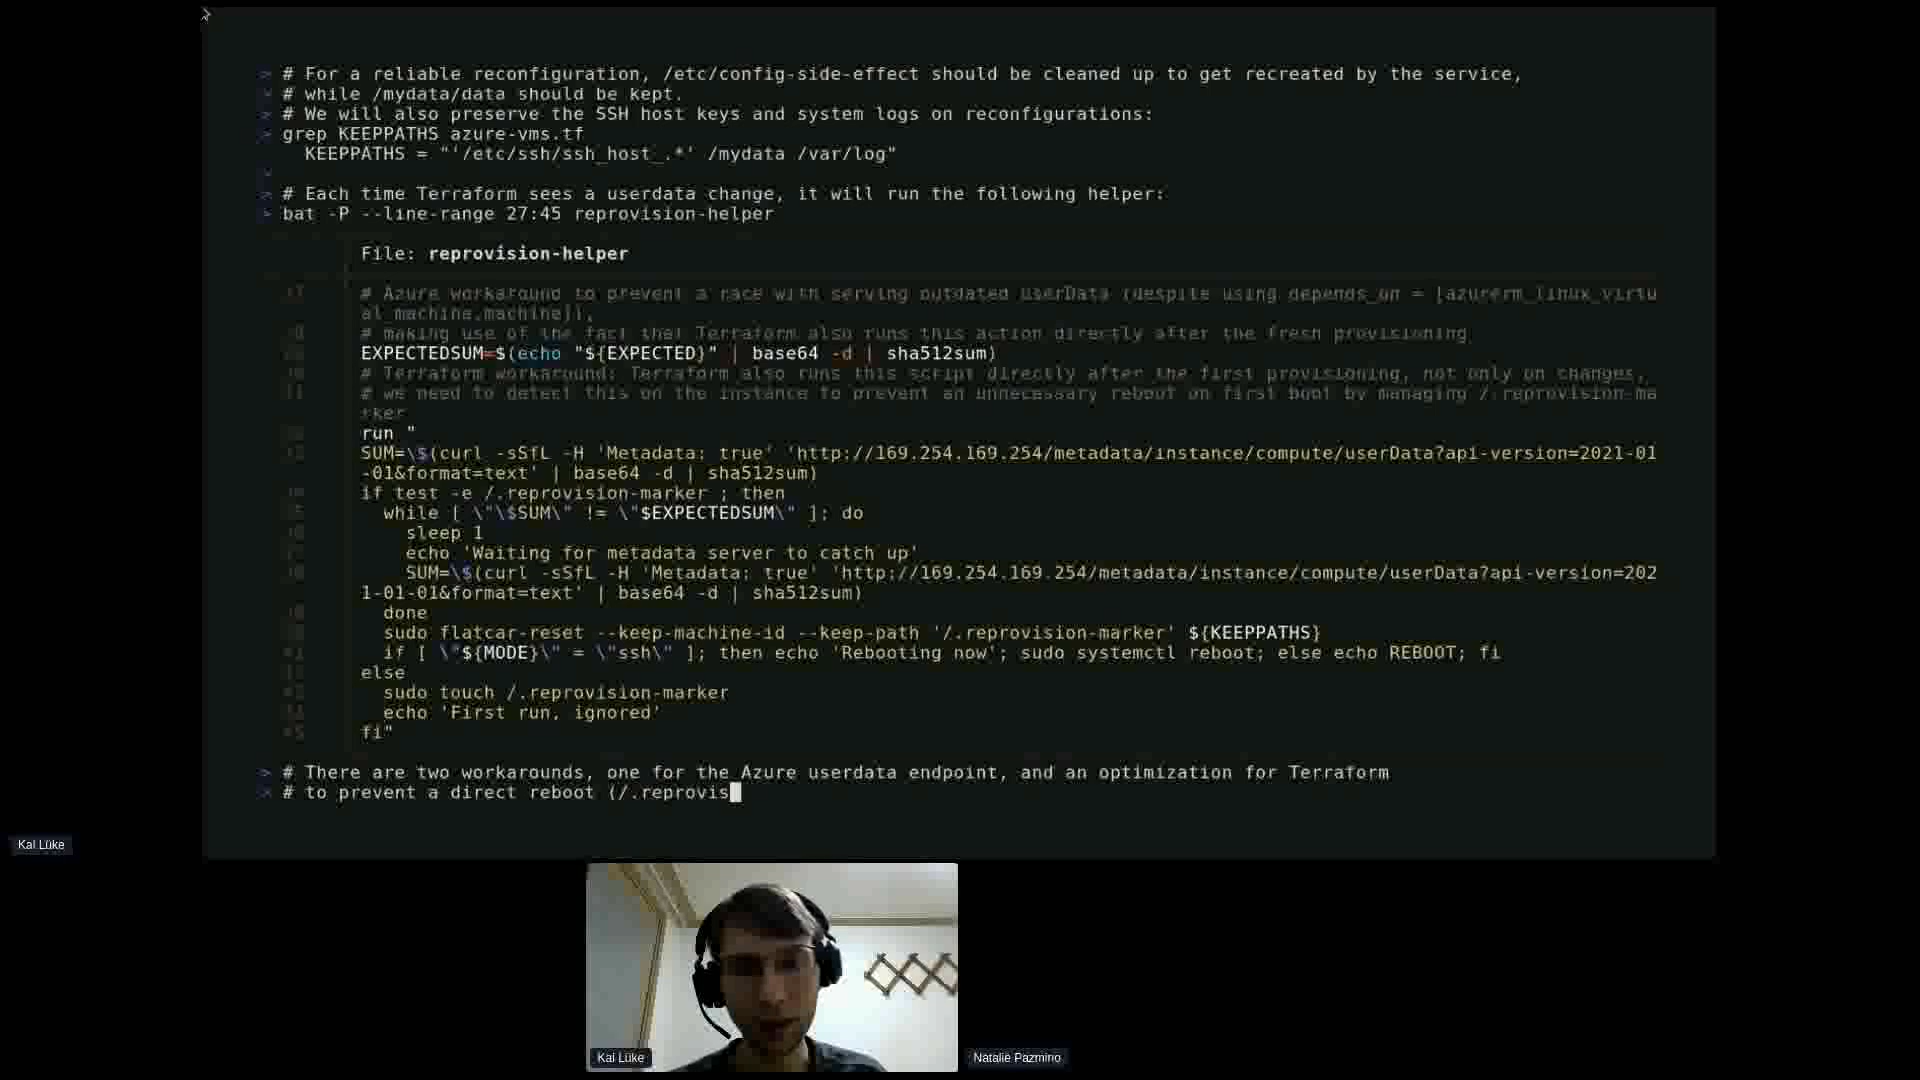 > # For a reliable reconfiguration, /etc/config-side-effect should be cleaned up to get recreated by the service,
> # while /mydata/data should be kept.
> # We will also preserve the SSH host keys and system logs on reconfigurations:
> grep KEEPPATHS azure-vms.tf
KEEPPATHS = "'/etc/ssh/ssh_host_.*' /mydata /var/log"
>
> # Each time Terraform sees a userdata change, it will run the following helper:
> bat -P --line-range 27:45 reprovision-helper
File: reprovision-helper
# Azure workaround to prevent a race with serving outdated userData (despite using depends_on = [azurerm_linux_virtu
al_machine.machine]),
# making use of the fact that Terraform also runs this action directly after the fresh provisioning
EXPECTEDSUM=$(echo "${EXPECTED}" | base64 -d | sha512sum)
# Terraform workaround: Terraform also runs this script directly after the first provisioning, not only on changes,
# we need to detect this on the instance to prevent an unnecessary reboot on first boot by managing /.reprovision-ma
rker
run "
SUM=\$(curl -sSfL -H 'Metadata: true' 'http://169.254.169.254/metadata/instance/compute/userData?api-version=2021-01
-01&format=text' | base64 -d | sha512sum)
if test -e /.reprovision-marker ; then
while [ \"\$SUM\" != \"$EXPECTEDSUM\" ]; do
sleep 1
echo 'Waiting for metadata server to catch up'
SUM=\$(curl -sSfL -H 'Metadata: true' 'http://169.254.169.254/metadata/instance/compute/userData?api-version=202
1-01-01&format=text' | base64 -d | sha512sum)
done
sudo flatcar-reset --keep-machine-id --keep-path '/.reprovision-marker' ${KEEPPATHS}
if [ \"${MODE}\" = \"ssh\" ]; then echo 'Rebooting now'; sudo systemctl reboot; else echo REBOOT; fi
else
sudo touch /.reprovision-marker
echo 'First run, ignored'
45 fi"
> # There are two workarounds, one for the Azure userdata endpoint, and an optimization for Terraform
> # to prevent a direct reboot (/.reprovis
Kai Lüke
Kai Lüke
Natalie Pazmino